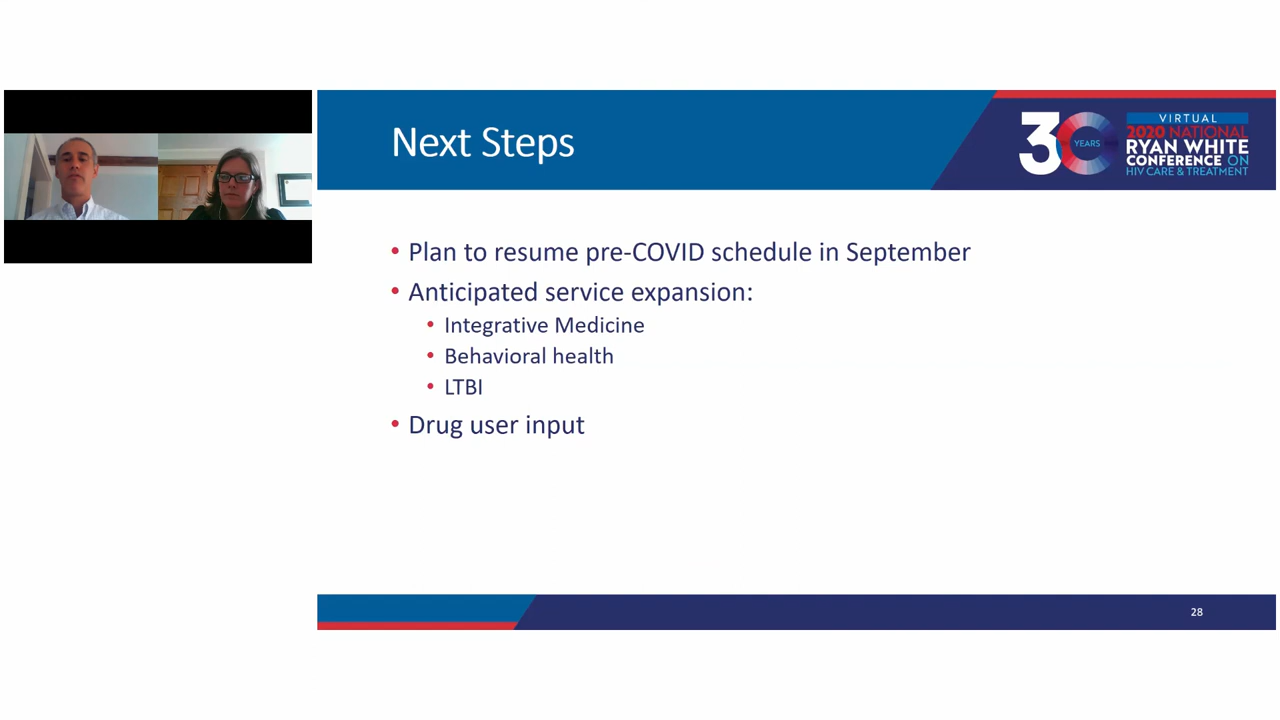 Next Steps
30 YEARS
VIRTUAL
2020 NATIONAL
RYAN WHITE
CONFERENCE ON
HIV CARE & TREATMENT
• Plan to resume pre-COVID schedule in September
• Anticipated service expansion:
• Integrative Medicine
• Behavioral health
• LTBI
• Drug user input
28